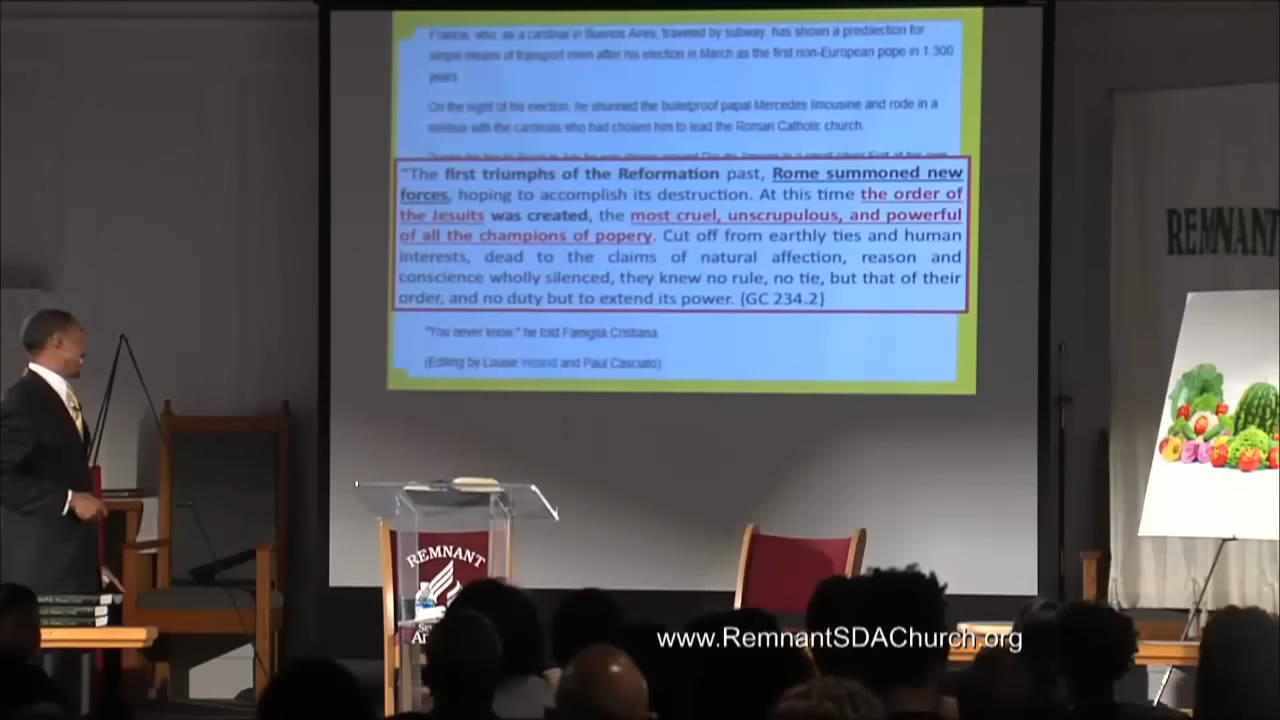 Francis, who, as a cardinal in Buenos Aires, traveled by subway, has shown a predilection for
simple means of transport even after his election in March as the first non-European pope in 1,300
years.
On the night of his election, he shunned the bulletproof papal Mercedes limousine and rode in a
minibus with the cardinals who had chosen him to lead the Roman Catholic church.
"The first triumphs of the Reformation past, Rome summoned new
forces, hoping to accomplish its destruction. At this time the order of
the Jesuits was created, the most cruel, unscrupulous, and powerful
of all the champions of popery. Cut off from earthly ties and human
interests, dead to the claims of natural affection, reason and
conscience wholly silenced, they knew no rule, no tie, but that of their
order, and no duty but to extend its power. {GC 234.2}
"You never know," he told Famiglia Cristiana.
(Editing by Louise Ireland and Paul Casciato)
REMNANT
REMNANT
www.RemnantSDAChurch.org